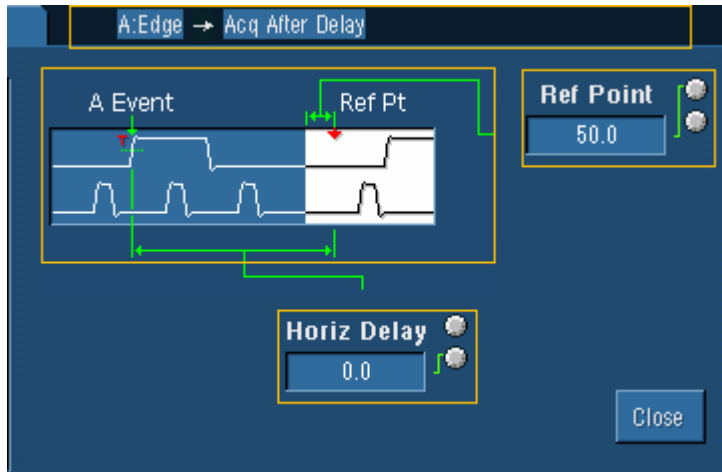 A:Edge → Acq After Delay
A Event
Ref Pt
T
Ref Point
50.0
Horiz Delay
0.0
Close